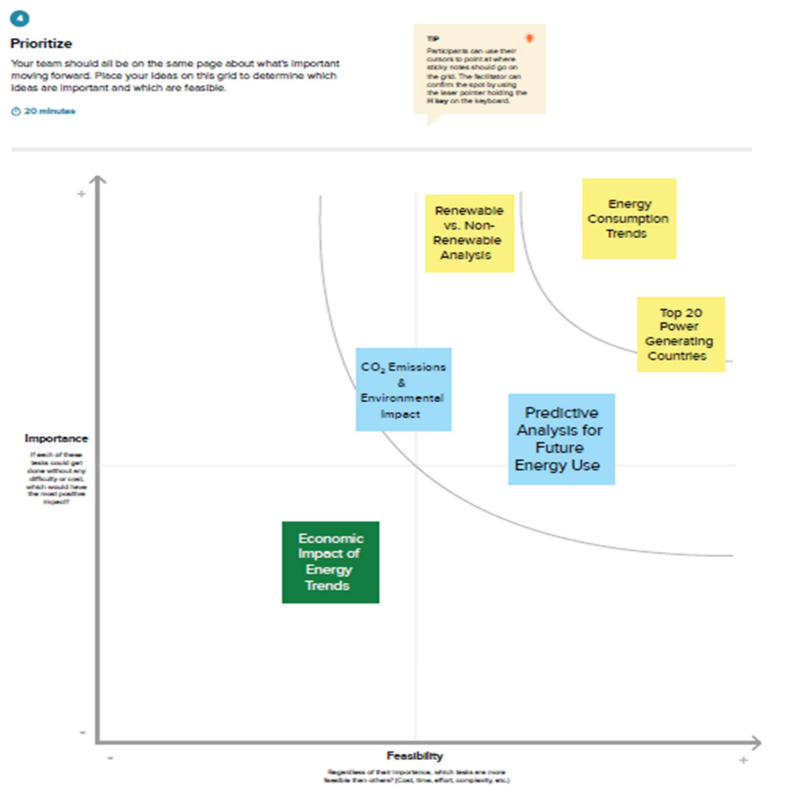 4
Prioritize
Your team should all be on the same page about what's important
moving forward. Place your ideas on this grid to determine which
ideas are important and which are feasible.
20 minutes
TIP
Participants can use their
cursors to point at where
sticky notes should go on
the grid. The facilitator can
confirm the spot by using
the laser pointer holding the
H key on the keyboard.
+
Renewable
vs. Non-
Renewable
Analysis
Energy
Consumption
Trends
Top 20
Power
Generating
Countries
CO₂ Emissions
&
Environmental
Impact
Predictive
Analysis for
Future
Energy Use
Importance
If each of these
tasks could get
done without any
difficulty or cost,
which would have
the most positive
impact?
Economic
Impact of
Energy
Trends
-
-
Feasibility
+
Regardless of their importance, which tasks are more
feasible than others? (Cost, time, effort, complexity, etc.)